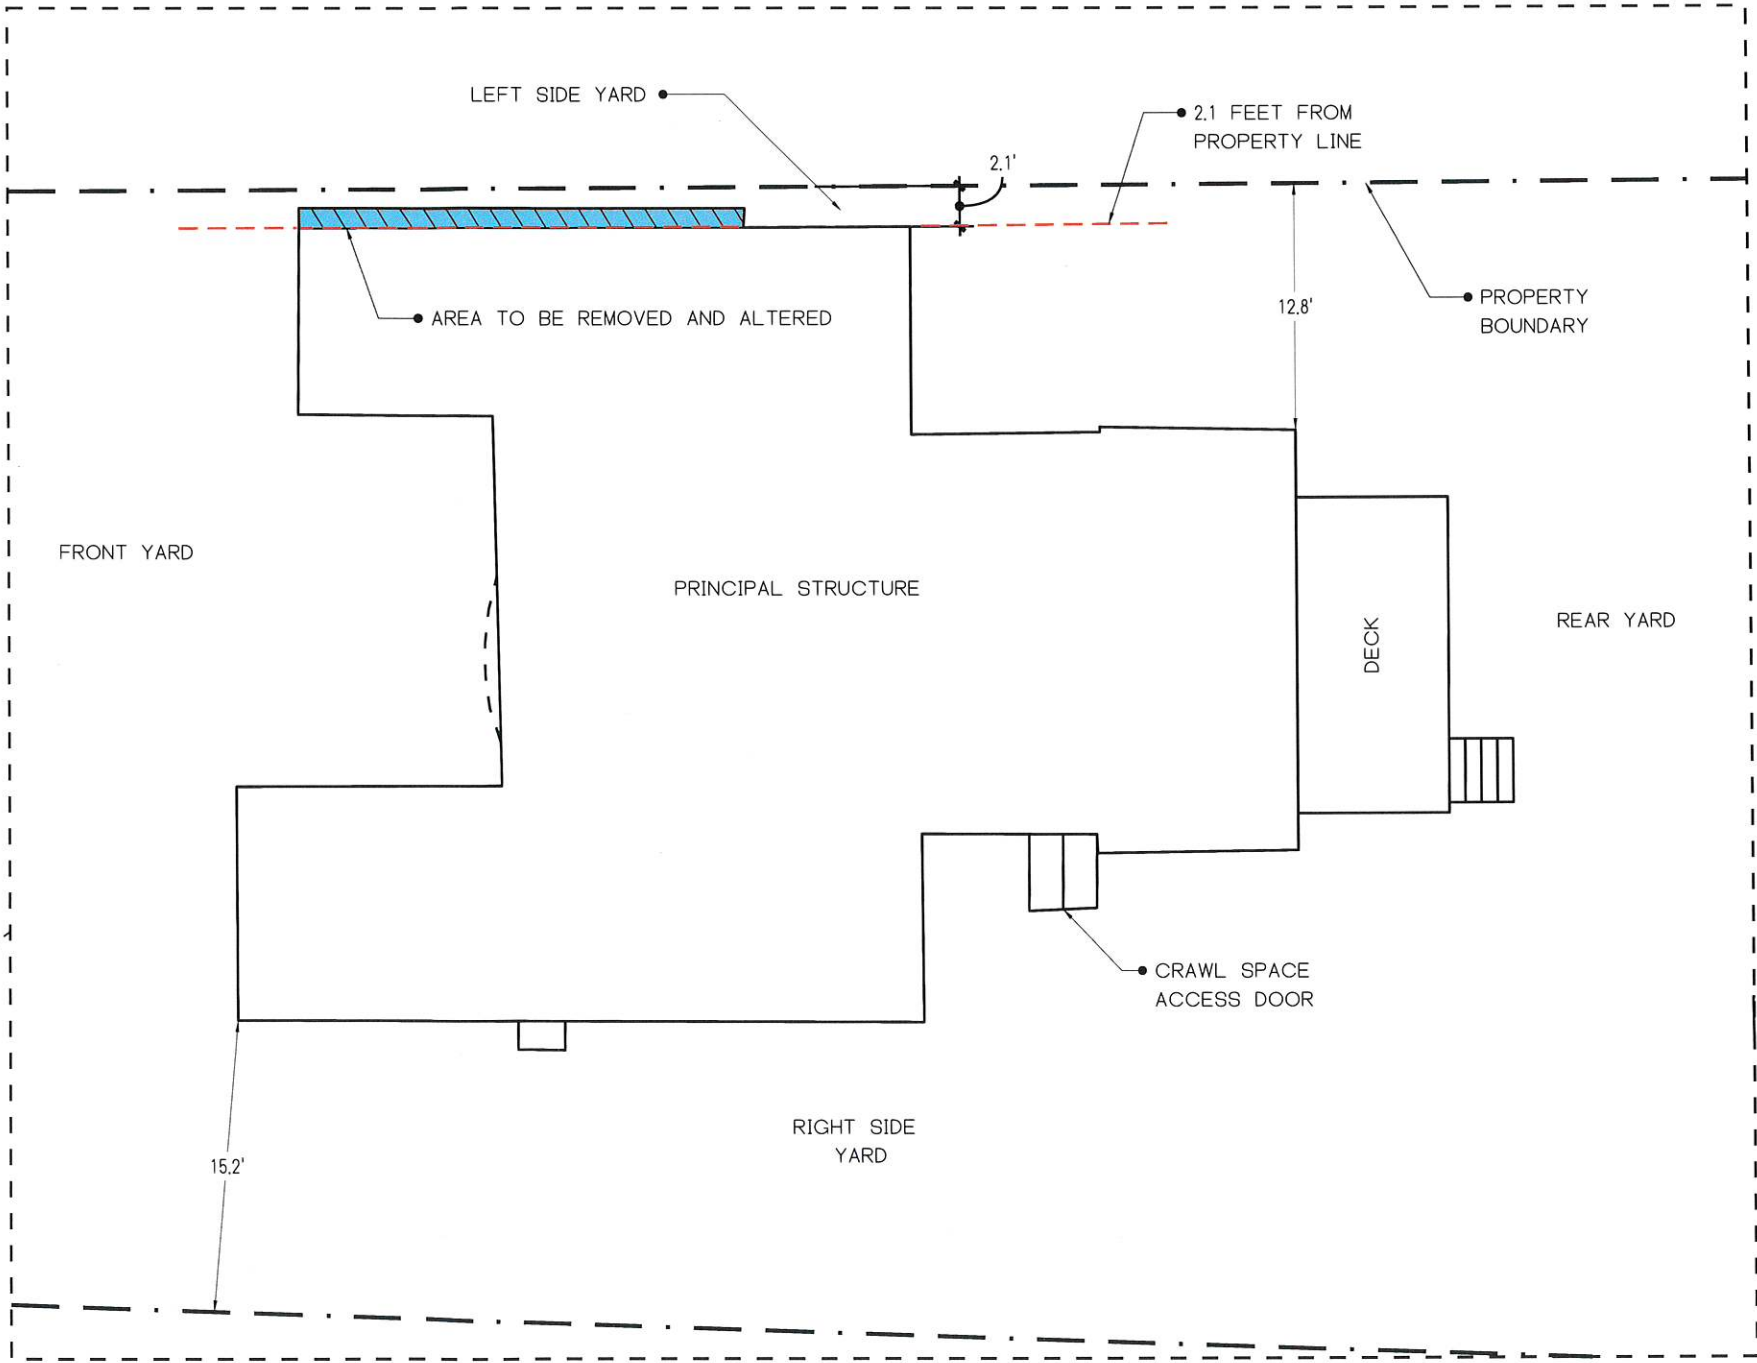 LEFT SIDE YARD
2.1 FEET FROM
PROPERTY LINE
2.1'
12.8'
PROPERTY
BOUNDARY
AREA TO BE REMOVED AND ALTERED
FRONT YARD
PRINCIPAL STRUCTURE
DECK
REAR YARD
CRAWL SPACE
ACCESS DOOR
RIGHT SIDE
YARD
15.2'